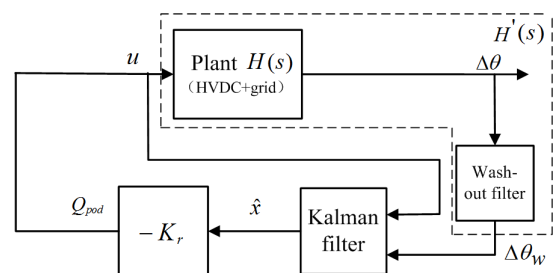 H'(s)
u
Plant H(s)
(HVDC+grid)
Δθ
Wash-
out filter
Q_pod
x̂
Kalman
filter
−K_r
Δθ_w